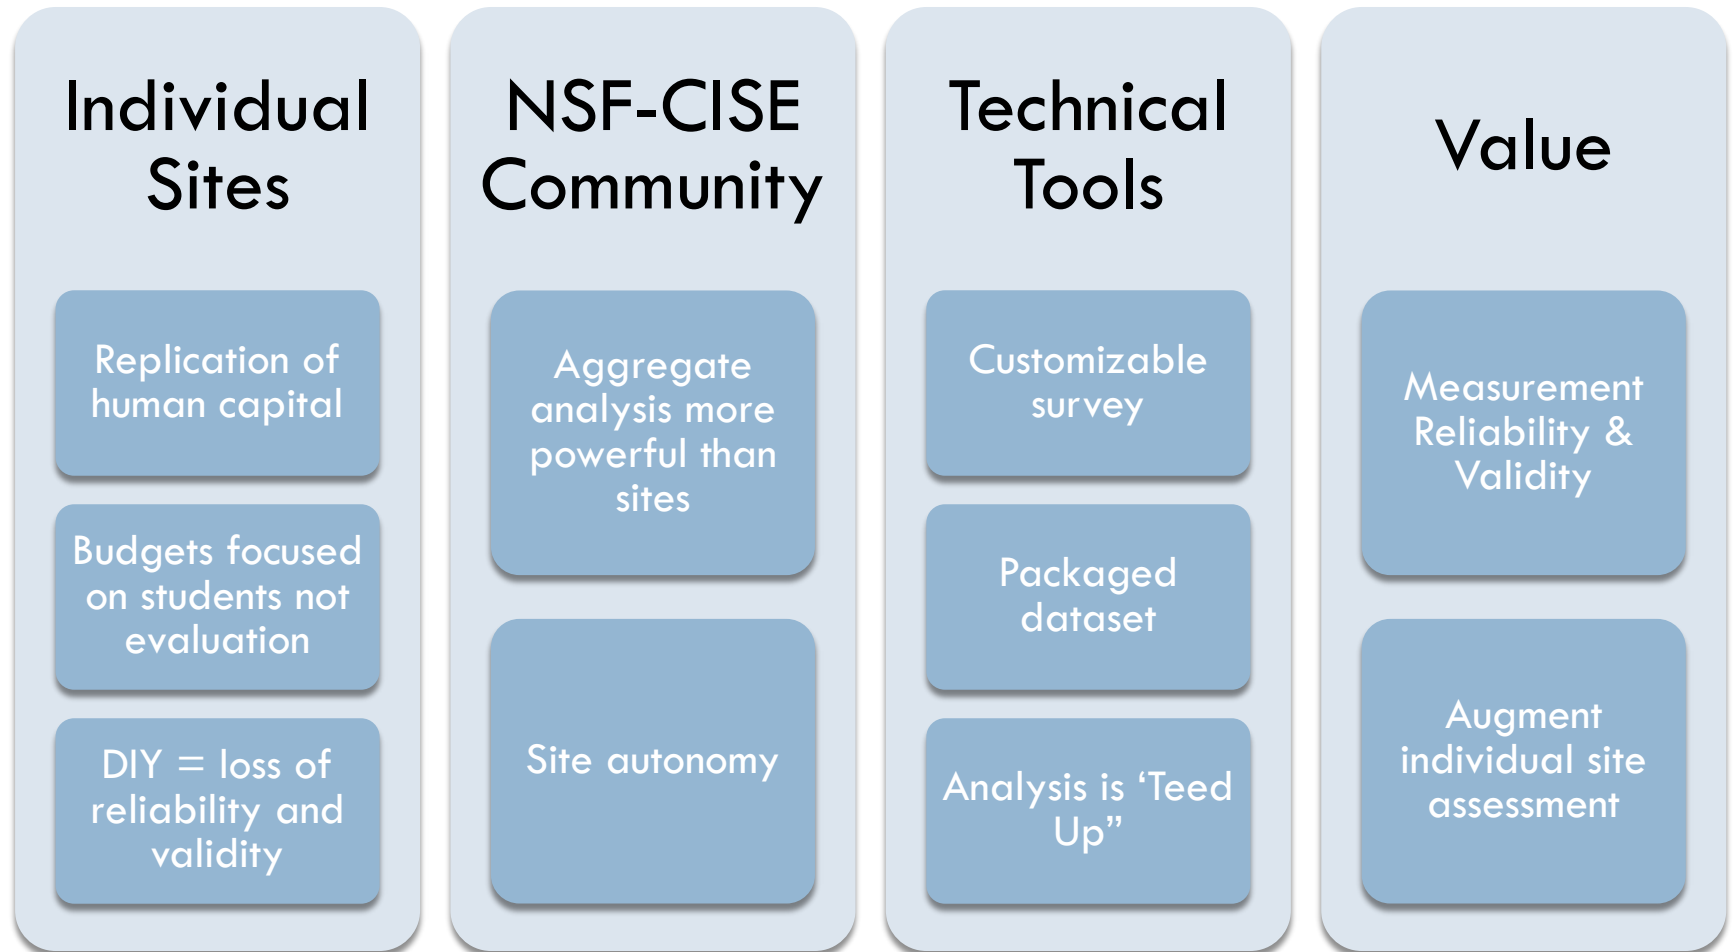 Individual
Sites
Replication of
human capital
Budgets focused
on students not
evaluation
DIY = loss of
reliability and
validity
NSF-CISE
Community
Aggregate
analysis more
powerful than
sites
Site autonomy
Technical
Tools
Customizable
survey
Packaged
dataset
Analysis is ‘Teed
Up”
Value
Measurement
Reliability &
Validity
Augment
individual site
assessment